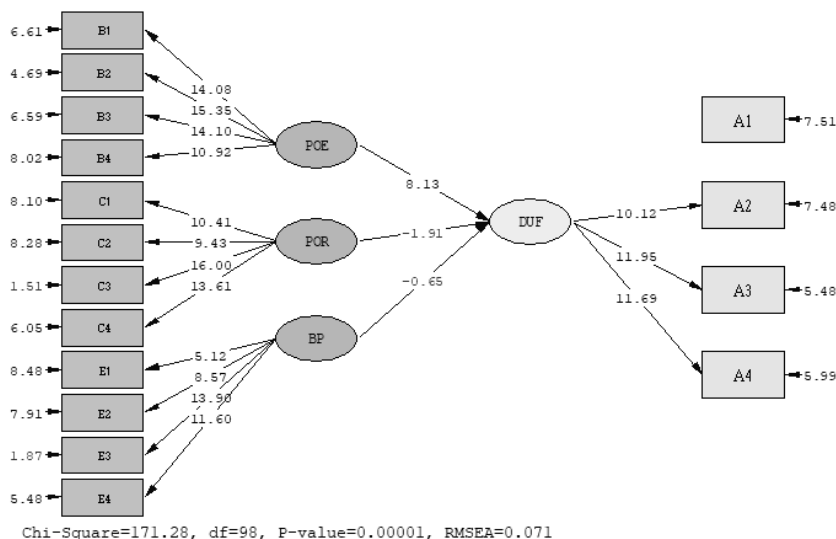 6.61 B1
4.69 B2
6.59 B3
8.02 B4
8.10 C1
8.28 C2
1.51 C3
6.05 C4
8.48 E1
7.91 E2
1.87 E3
5.48 E4
14.08
15.35
14.10
10.92
POE
10.41
9.43
16.00
13.61
POR
5.12
8.57
13.90
11.60
BP
8.13
-1.91
-0.65
DUF
10.12
11.95
11.69
A1 7.51
A2 7.48
A3 5.48
A4 5.99
Chi-Square=171.28, df=98, P-value=0.00001, RMSEA=0.071